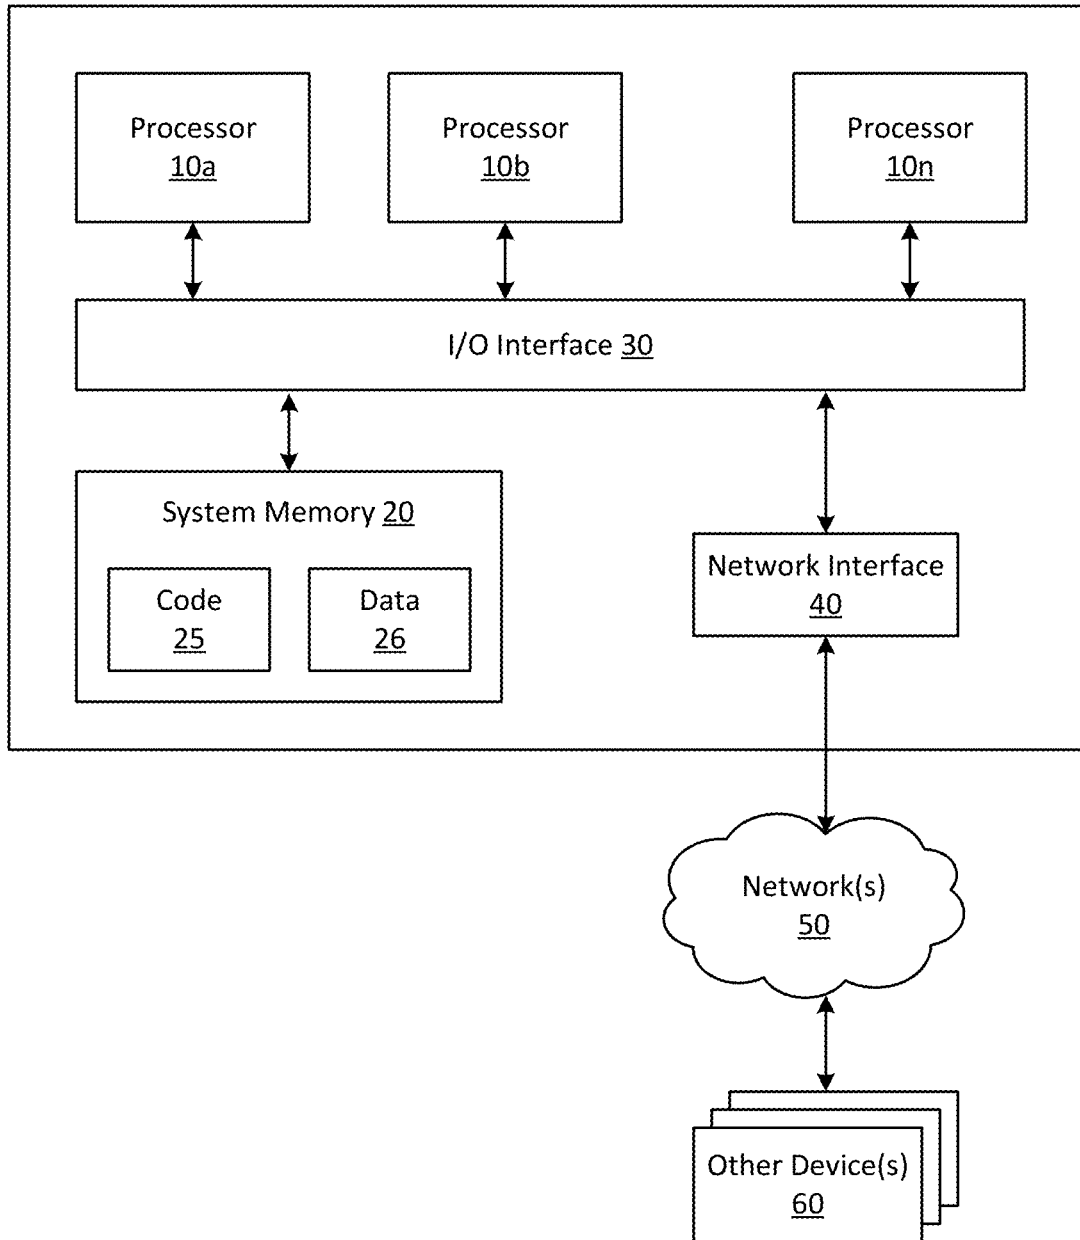 Processor
10a
Processor
10b
Processor
10n
I/O Interface 30
System Memory 20
Code
25
Data
26
Network Interface
40
Network(s)
50
Other Device(s)
60